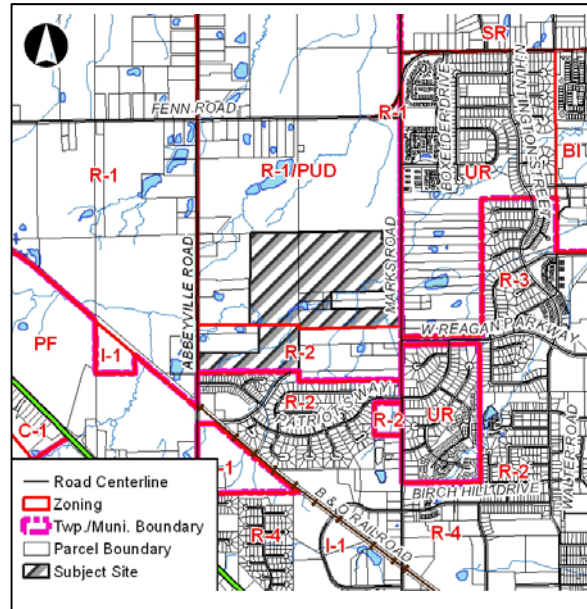 SR
R-1
FENN ROAD
BOXELDER DRIVE
N HUNTINGTON STREET
BIT
UR
R-1
R-1/PUD
ABBEYVILLE ROAD
MARKS ROAD
R-3
W REAGAN PARKWAY
PF
I-1
R-2
R-2
PATRIOTS WAY
R-2
UR
R-2
WALTER ROAD
C-1
-1
BIRCH HILL DRIVE
B & O RAILROAD
R-4
I-1
R-4
Road Centerline
Zoning
Twp./Muni. Boundary
Parcel Boundary
Subject Site